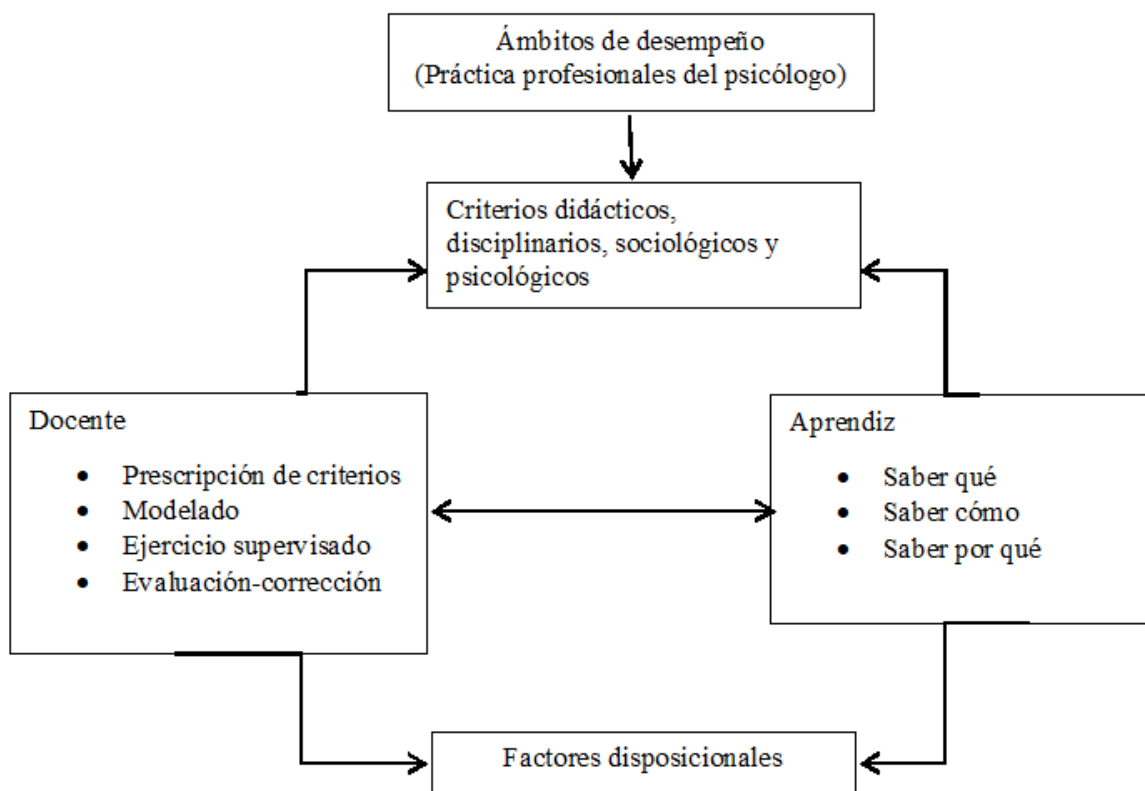 Ámbitos de desempeño
(Práctica profesionales del psicólogo)
Criterios didácticos,
disciplinarios, sociológicos y
psicológicos
Docente
• Prescripción de criterios
• Modelado
• Ejercicio supervisado
• Evaluación-corrección
Aprendiz
• Saber qué
• Saber cómo
• Saber por qué
Factores disposicionales